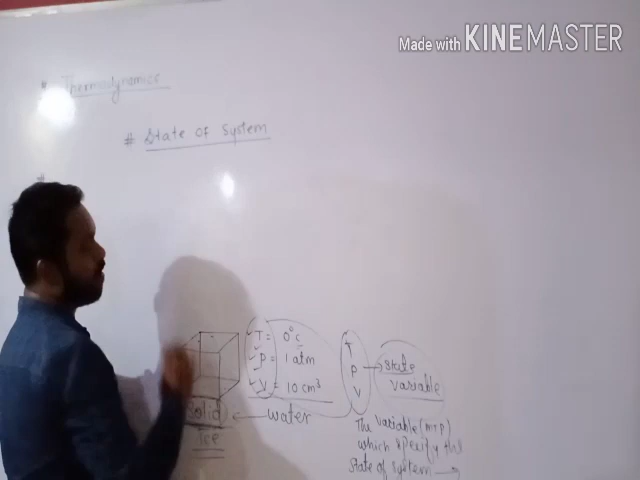 Made with KINEMASTER
Thermodynamics
# State of System
#
T = 0°c
P = 1 atm
V = 10 cm³
T
P
V
State
variable
Solid
Ice
water
The variable (m+p)
which specify the
State of system